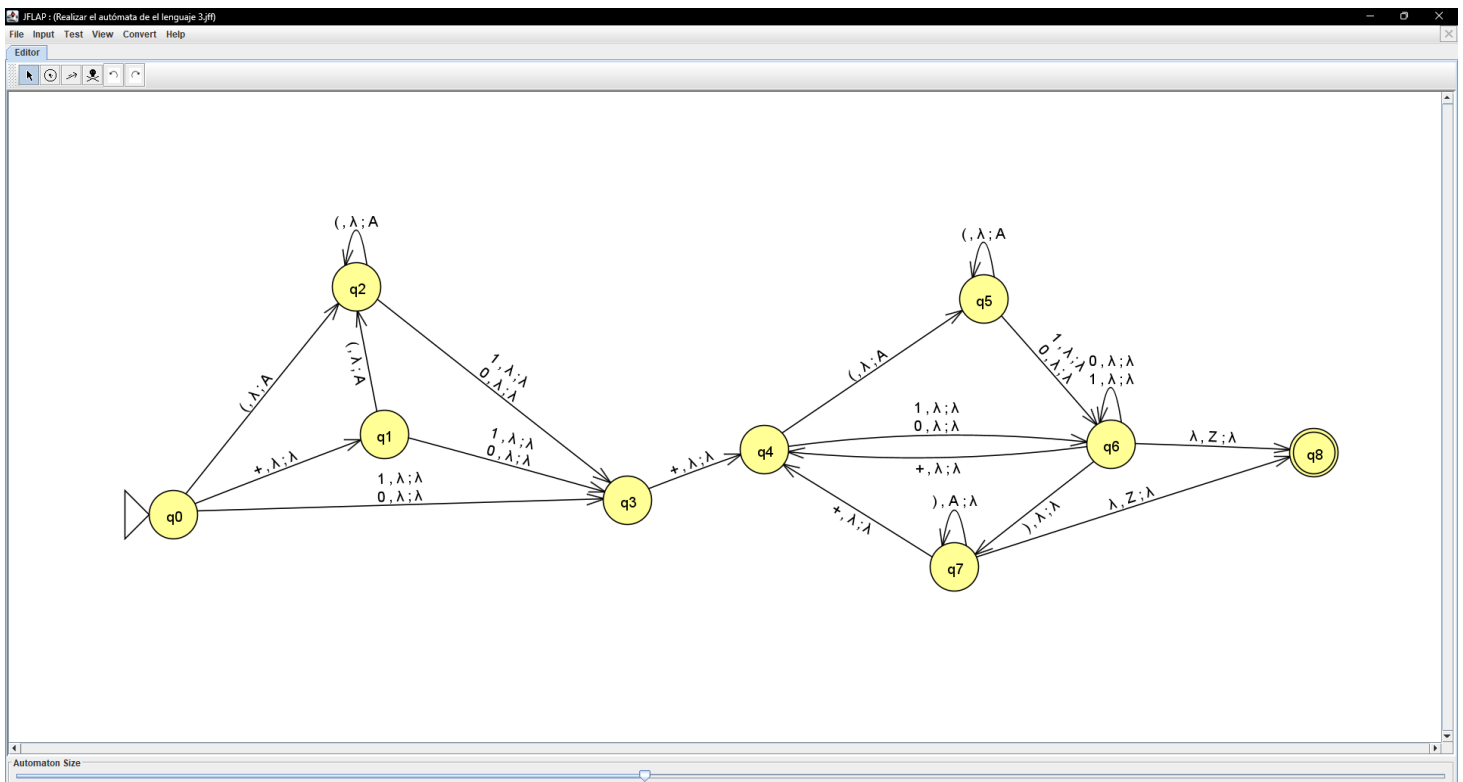 JFLAP : (Realizar el autómata de el lenguaje 3.jff)
File Input Test View Convert Help
Editor
( , λ ; A
( , λ ; A
q2
q5
( , λ ; A
( , λ ; A
1 , λ ; λ
0 , λ ; λ
( , λ ; A
1 , λ ; λ
0 , λ ; λ
0 , λ ; λ
1 , λ ; λ
q1
+ , λ ; λ
1 , λ ; λ
0 , λ ; λ
1 , λ ; λ
0 , λ ; λ
q4
1 , λ ; λ
0 , λ ; λ
+ , λ ; λ
q6
λ , Z ; λ
q8
q0
q3
+ , λ ; λ
+ , λ ; λ
) , A ; λ
) , λ ; λ
λ , Z ; λ
q7
Automaton Size